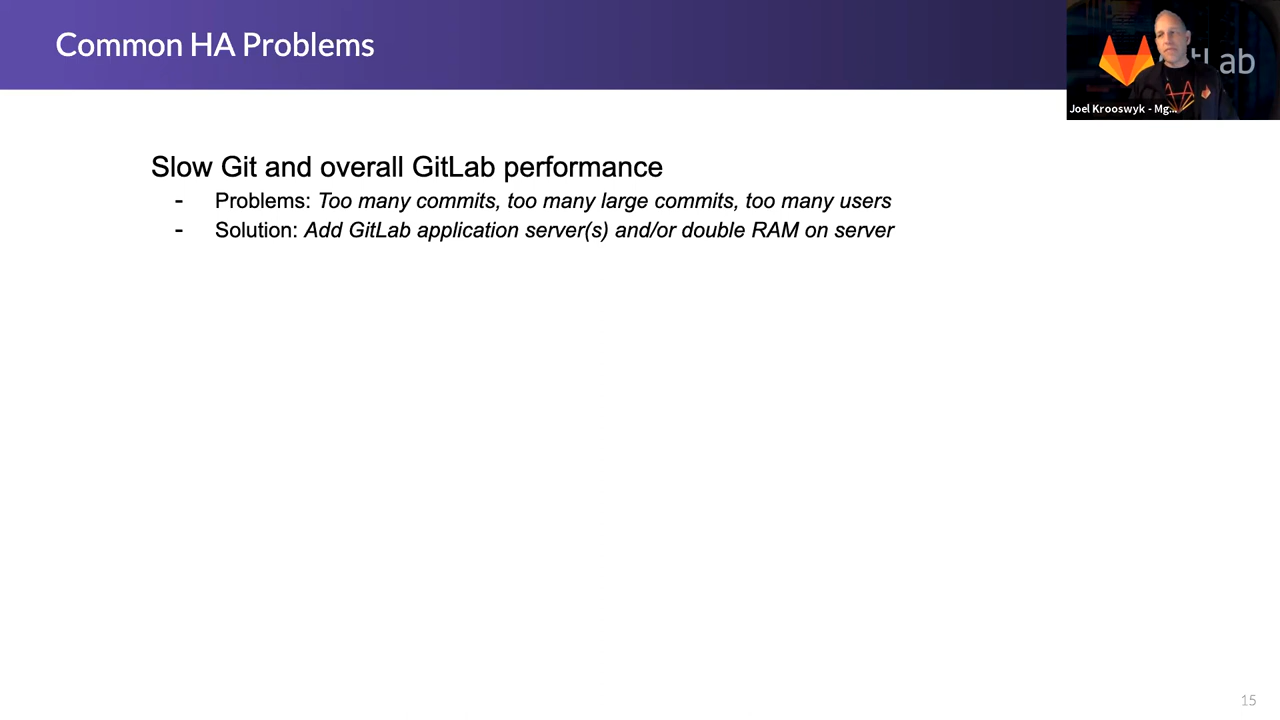 Common HA Problems
Joel Krooswyk - Mg...
Slow Git and overall GitLab performance
- Problems: Too many commits, too many large commits, too many users
- Solution: Add GitLab application server(s) and/or double RAM on server
15